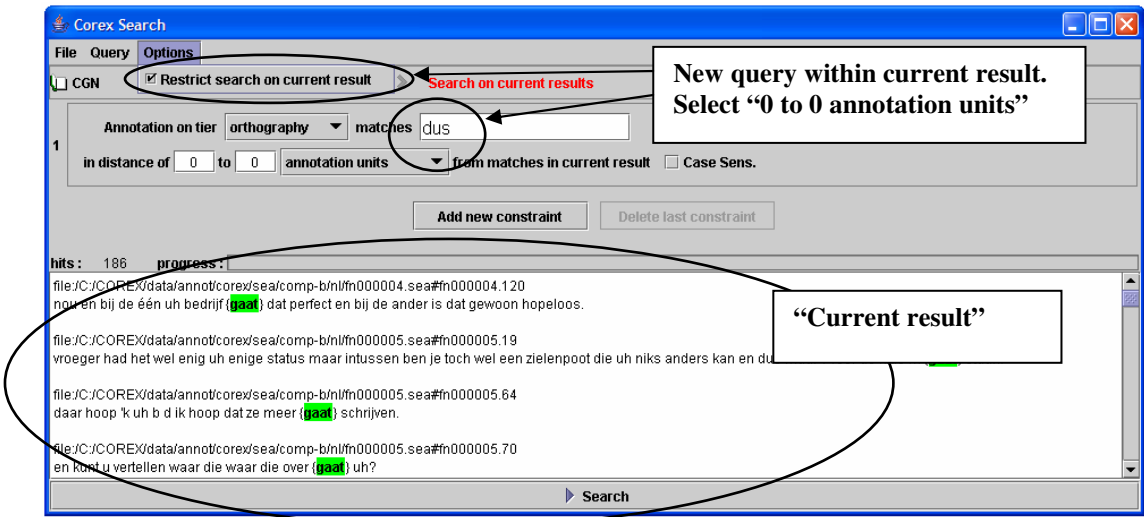 Corex Search
File Query Options
CGN
Restrict search on current result
Search on current results
New query within current result.
Select “0 to 0 annotation units”
1
Annotation on tier orthography matches dus
in distance of 0 to 0 annotation units from matches in current result Case Sens.
Add new constraint Delete last constraint
hits : 186 progress :
file:/C:/COREX/data/annot/corex/sea/comp-b/nl/fn000004.sea#fn000004.120
nou en bij de één uh bedrijf {gaat} dat perfect en bij de ander is dat gewoon hopeloos.
“Current result”
file:/C:/COREX/data/annot/corex/sea/comp-b/nl/fn000005.sea#fn000005.19
vroeger had het wel enig uh enige status maar intussen ben je toch wel een zielenpoot die uh niks anders kan en
file:/C:/COREX/data/annot/corex/sea/comp-b/nl/fn000005.sea#fn000005.64
daar hoop 'k uh b d ik hoop dat ze meer {gaat} schrijven.
file:/C:/COREX/data/annot/corex/sea/comp-b/nl/fn000005.sea#fn000005.70
en kunt u vertellen waar die waar die over {gaat} uh?
Search